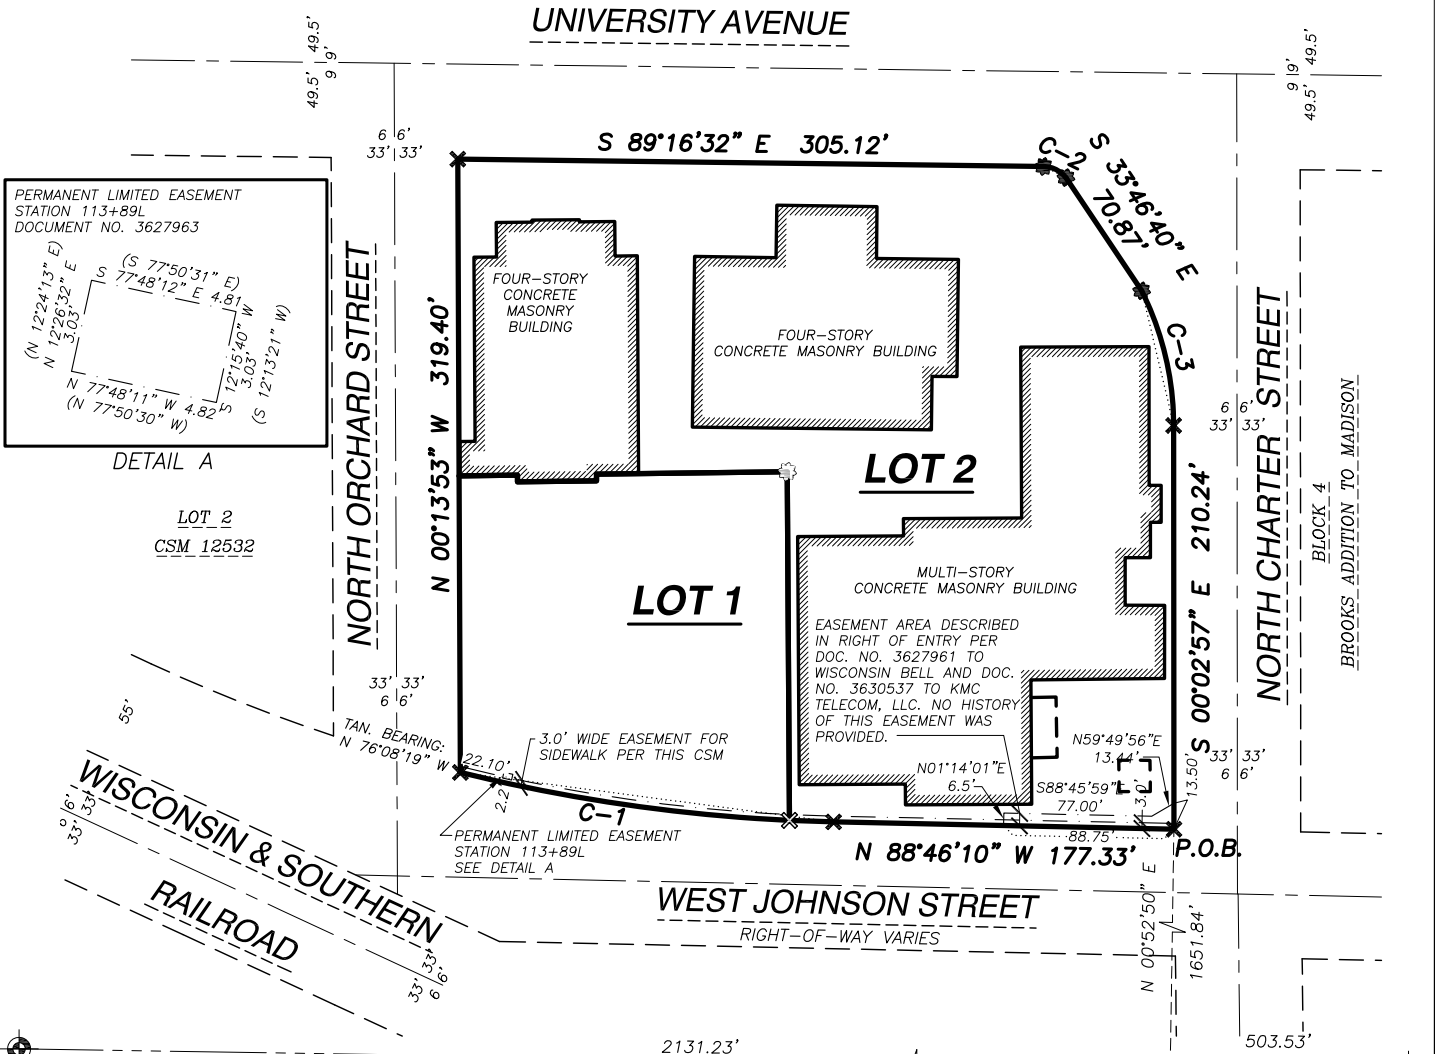 UNIVERSITY AVENUE
49.5'
9'
49.5'
9'
49.5'
9'
49.5'
9'
6' 6'
33' 33'
S 89°16'32" E 305.12'
C-2
S 33°46'40" E
70.87'
PERMANENT LIMITED EASEMENT
STATION 113+89L
DOCUMENT NO. 3627963
(S 77°50'31" E)
S 77°48'12" E 4.81'
(N 12°24'13" E)
N 12°26'32" E
3.03'
S 12°15'40" W
3.03'
(S 12°13'21" W)
N 77°48'11" W 4.82'
(N 77°50'30" W)
DETAIL A
LOT 2
CSM 12532
NORTH ORCHARD STREET
N 00°13'53" W 319.40'
FOUR-STORY
CONCRETE
MASONRY
BUILDING
FOUR-STORY
CONCRETE MASONRY BUILDING
C-3
6' 6'
33' 33'
NORTH CHARTER STREET
BLOCK 4
BROOKS ADDITION TO MADISON
LOT 2
LOT 1
S 00°02'57" E 210.24'
MULTI-STORY
CONCRETE MASONRY BUILDING
EASEMENT AREA DESCRIBED
IN RIGHT OF ENTRY PER
DOC. NO. 3627961 TO
WISCONSIN BELL AND DOC.
NO. 3630537 TO KMC
TELECOM, LLC. NO HISTORY
OF THIS EASEMENT WAS
PROVIDED.
33' 33'
6' 6'
55'
TAN. BEARING:
N 76°08'19" W
22.10'
2.2'
3.0' WIDE EASEMENT FOR
SIDEWALK PER THIS CSM
N59°49'56"E
13.44'
N01°14'01"E
6.5'
S88°45'59"E
77.00'
3.0'
13.50'
33' 33'
6' 6'
C-1
88.75'
PERMANENT LIMITED EASEMENT
STATION 113+89L
SEE DETAIL A
N 88°46'10" W 177.33'
P.O.B.
WISCONSIN & SOUTHERN
RAILROAD
6'
33'
6'
33'
33'
6'
33'
6'
WEST JOHNSON STREET
RIGHT-OF-WAY VARIES
N 00°52'50" E
1651.84'
2131.23'
503.53'